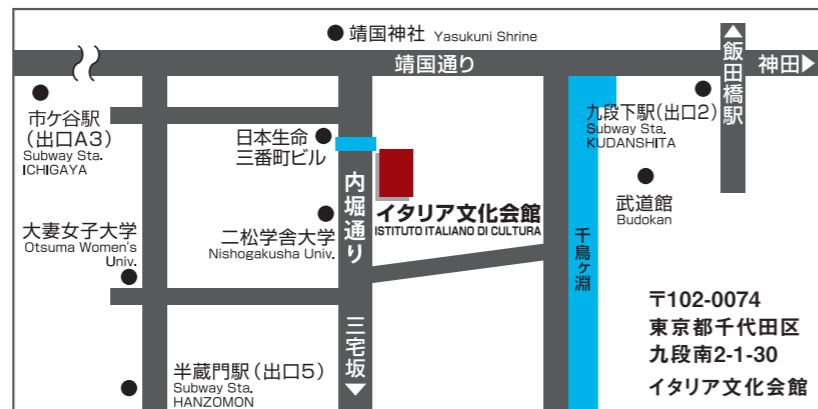 靖国神社 Yasukuni Shrine
靖国通り
▲飯田橋駅
神田▶
市ケ谷駅
(出口A3)
Subway Sta.
ICHIGAYA
日本生命
三番町ビル
九段下駅(出口2)
Subway Sta.
KUDANSHITA
武道館
Budokan
内堀通り
イタリア文化会館
ISTITUTO ITALIANO DI CULTURA
大妻女子大学
Otsuma Women's
Univ.
二松学舎大学
Nishogakusha Univ.
千鳥ヶ淵
三宅坂▼
半蔵門駅(出口5)
Subway Sta.
HANZOMON
〒102-0074
東京都千代田区
九段南2-1-30
イタリア文化会館